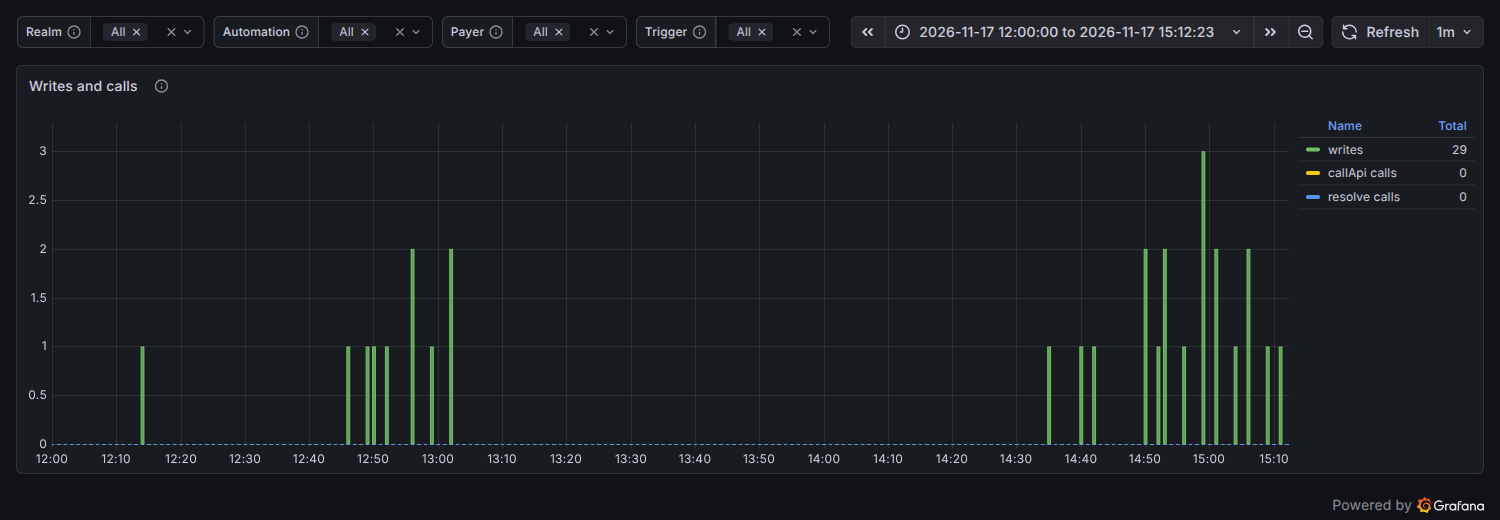 Realm All
Automation All
Payer All
Trigger All
2026-11-17 12:00:00 to 2026-11-17 15:12:23
Refresh 1m
Writes and calls
Name Total
writes 29
callApi calls 0
resolve calls 0
3
2.5
2
1.5
1
0.5
0
12:00 12:10 12:20 12:30 12:40 12:50 13:00 13:10 13:20 13:30 13:40 13:50 14:00 14:10 14:20 14:30 14:40 14:50 15:00 15:10
Powered by Grafana